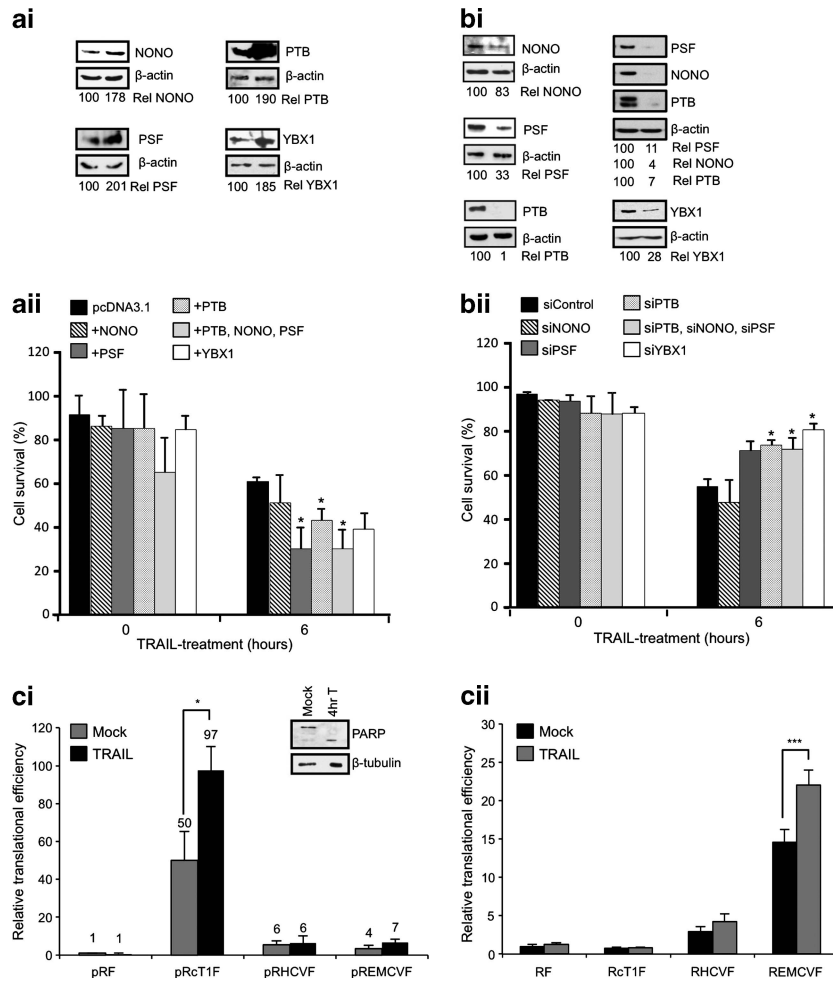 ai
NONO
β-actin
100 178 Rel NONO
PTB
β-actin
100 190 Rel PTB
PSF
β-actin
100 201 Rel PSF
YBX1
β-actin
100 185 Rel YBX1
bi
NONO
β-actin
100 83
Rel NONO
PSF
β-actin
100 33
Rel PSF
PTB
β-actin
100 1
Rel PTB
PSF
NONO
PTB
β-actin
100 11 Rel PSF
100 4 Rel NONO
100 7 Rel PTB
YBX1
β-actin
100 28 Rel YBX1
aii
pcDNA3.1
+NONO
+PSF
+PTB
+PTB, NONO, PSF
+YBX1
Cell survival (%)
120
100
80
60
40
20
0
* * *
0 6
TRAIL-treatment (hours)
bii
siControl
siNONO
siPSF
siPTB
siPTB, siNONO, siPSF
siYBX1
Cell survival (%)
120
100
80
60
40
20
0
* * *
0 6
TRAIL-treatment (hours)
ci
Mock
TRAIL
Relative translational efficiency
120
100
80
60
40
20
0
*
1 1 50 97 6 6 4 7
pRF pRcT1F pRHCVF pREMCVF
Mock 4hr T
PARP
β-tubulin
cii
Mock
TRAIL
Relative translational efficiency
30
25
20
15
10
5
0
***
RF RcT1F RHCVF REMCVF